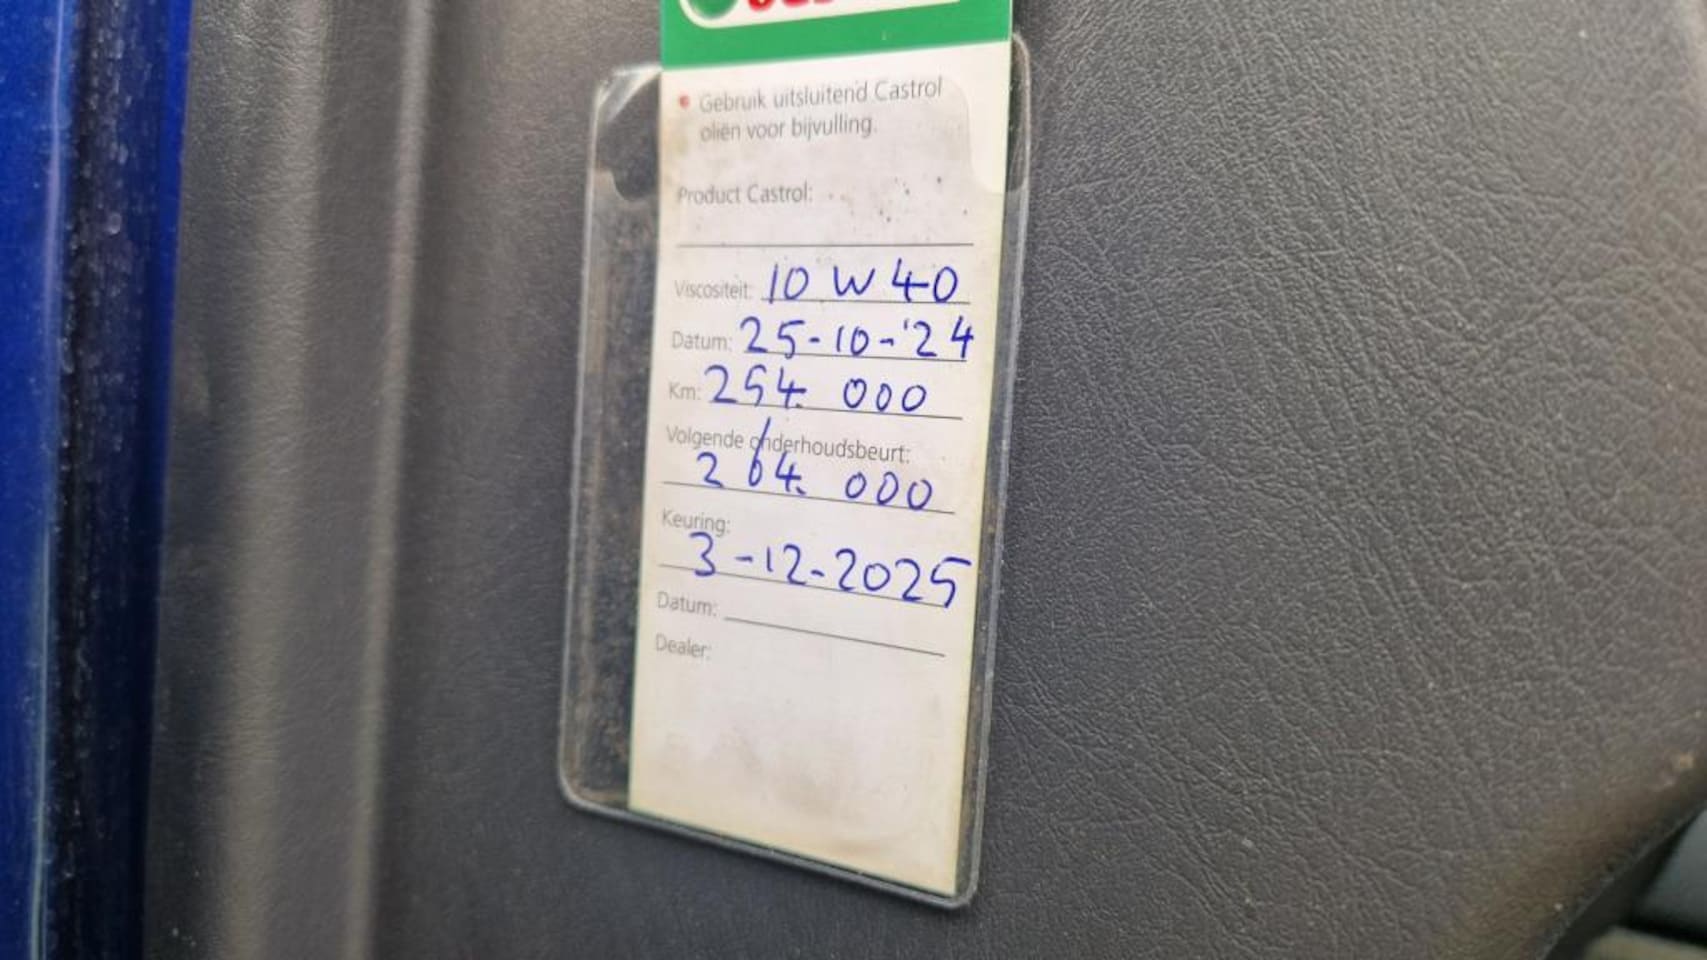 • Gebruik uitsluitend Castrol
oliën voor bijvulling.
Product Castrol:
Viscositeit: 10 W 40
Datum: 25-10-'24
Km: 254. 000
Volgende onderhoudsbeurt:
264. 000
Keuring:
3-12-2025
Datum:
Dealer: